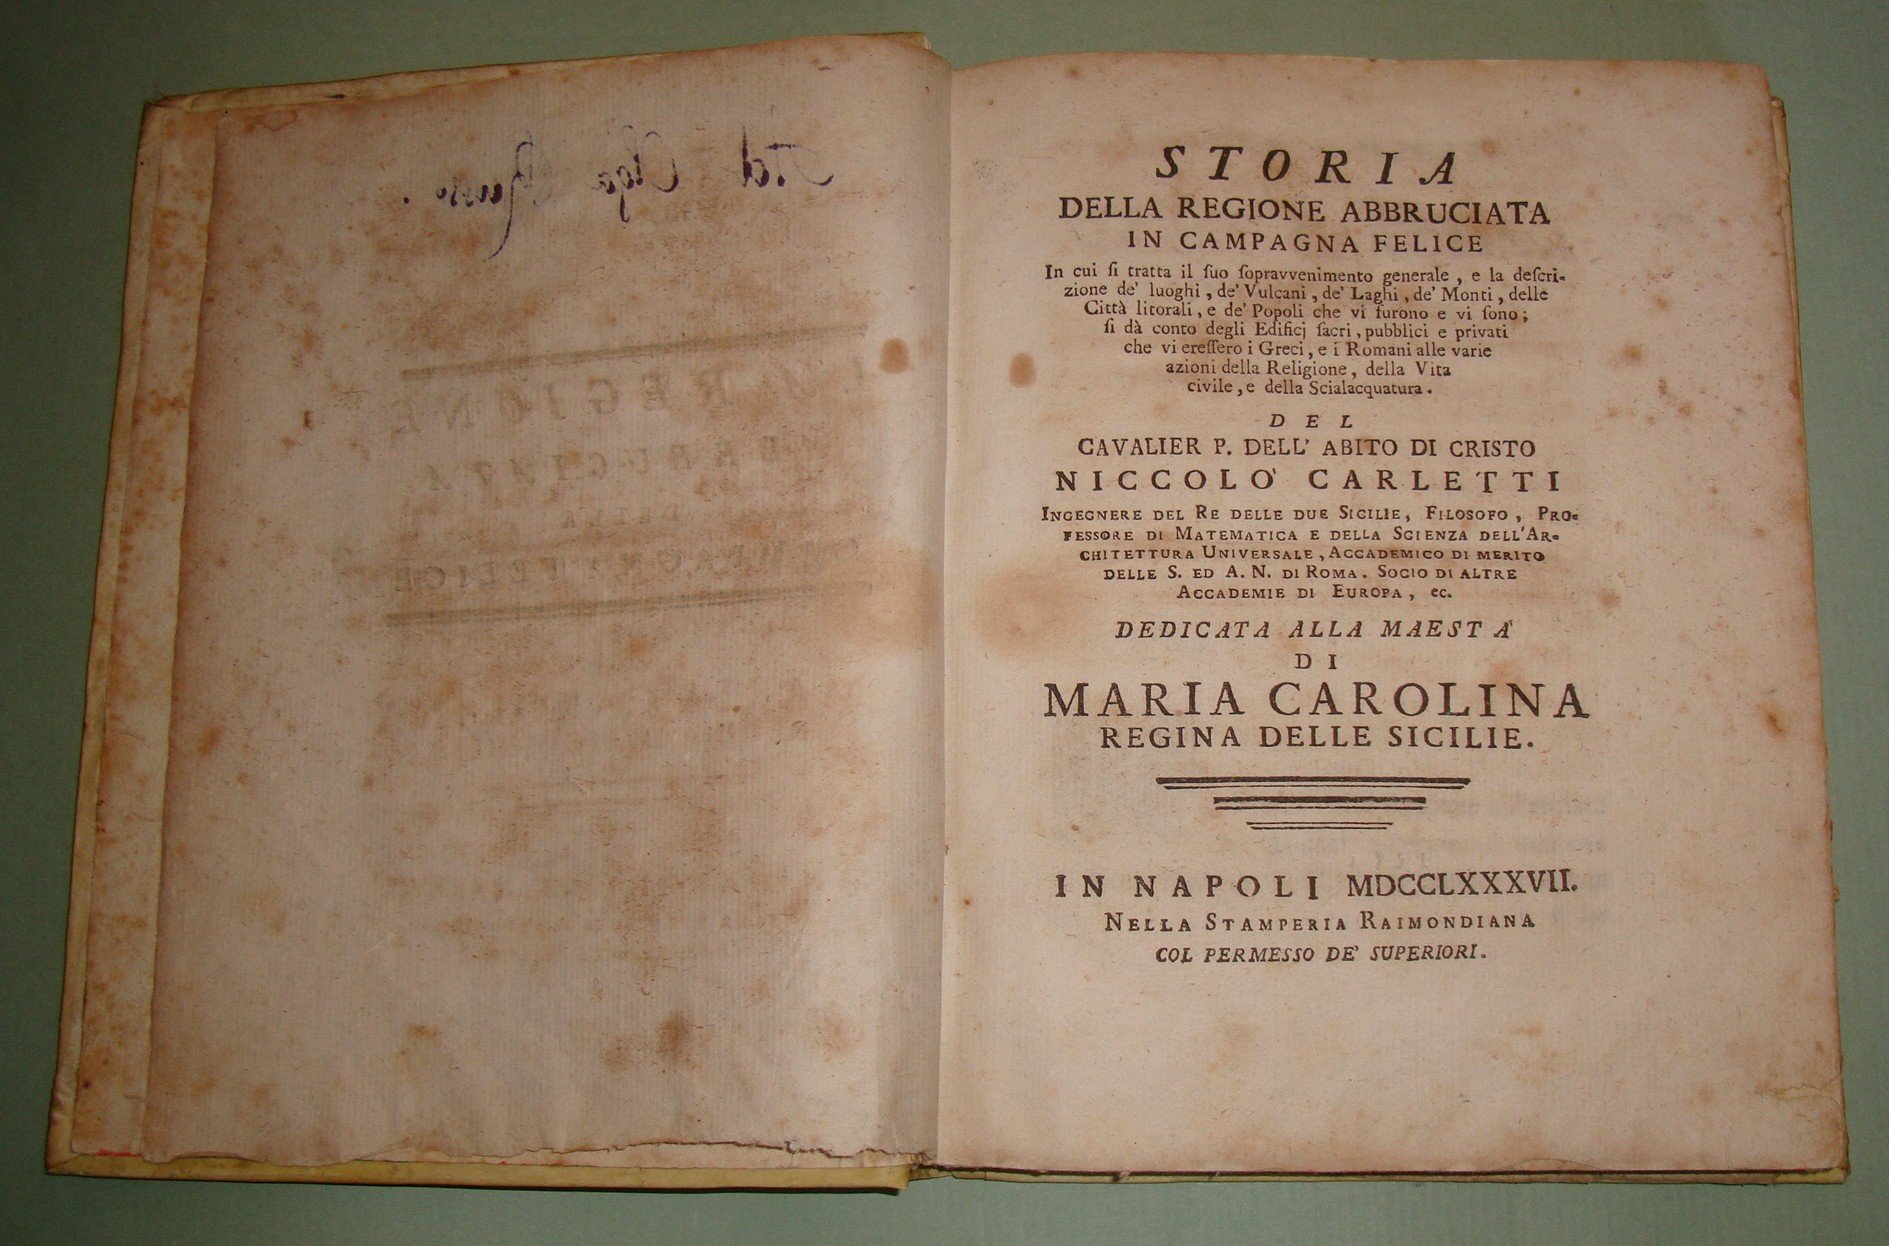 LA REGIONE
ABBRUCIATA
DELLA
CAMPAGNA FELICE
STORIA
DELLA REGIONE ABBRUCIATA
IN CAMPAGNA FELICE
In cui ſi tratta il ſuo ſopravvenimento generale, e la deſcri-
zione de' luoghi, de' Vulcani, de' Laghi, de' Monti, delle
Città litorali, e de' Popoli che vi furono e vi ſono;
ſi dà conto degli Edificj ſacri, pubblici e privati
che vi ereſſero i Greci, e i Romani alle varie
azioni della Religione, della Vita
civile, e della Scialacquatura.
DEL
CAVALIER P. DELL' ABITO DI CRISTO
NICCOLO' CARLETTI
INGEGNERE DEL RE DELLE DUE SICILIE, FILOSOFO, PRO-
FESSORE DI MATEMATICA E DELLA SCIENZA DELL'AR-
CHITETTURA UNIVERSALE, ACCADEMICO DI MERITO
DELLE S. ED A. N. DI ROMA. SOCIO DI ALTRE
ACCADEMIE DI EUROPA, ec.
DEDICATA ALLA MAESTA'
DI
MARIA CAROLINA
REGINA DELLE SICILIE.
IN NAPOLI MDCCLXXXVII.
NELLA STAMPERIA RAIMONDIANA
COL PERMESSO DE' SUPERIORI.